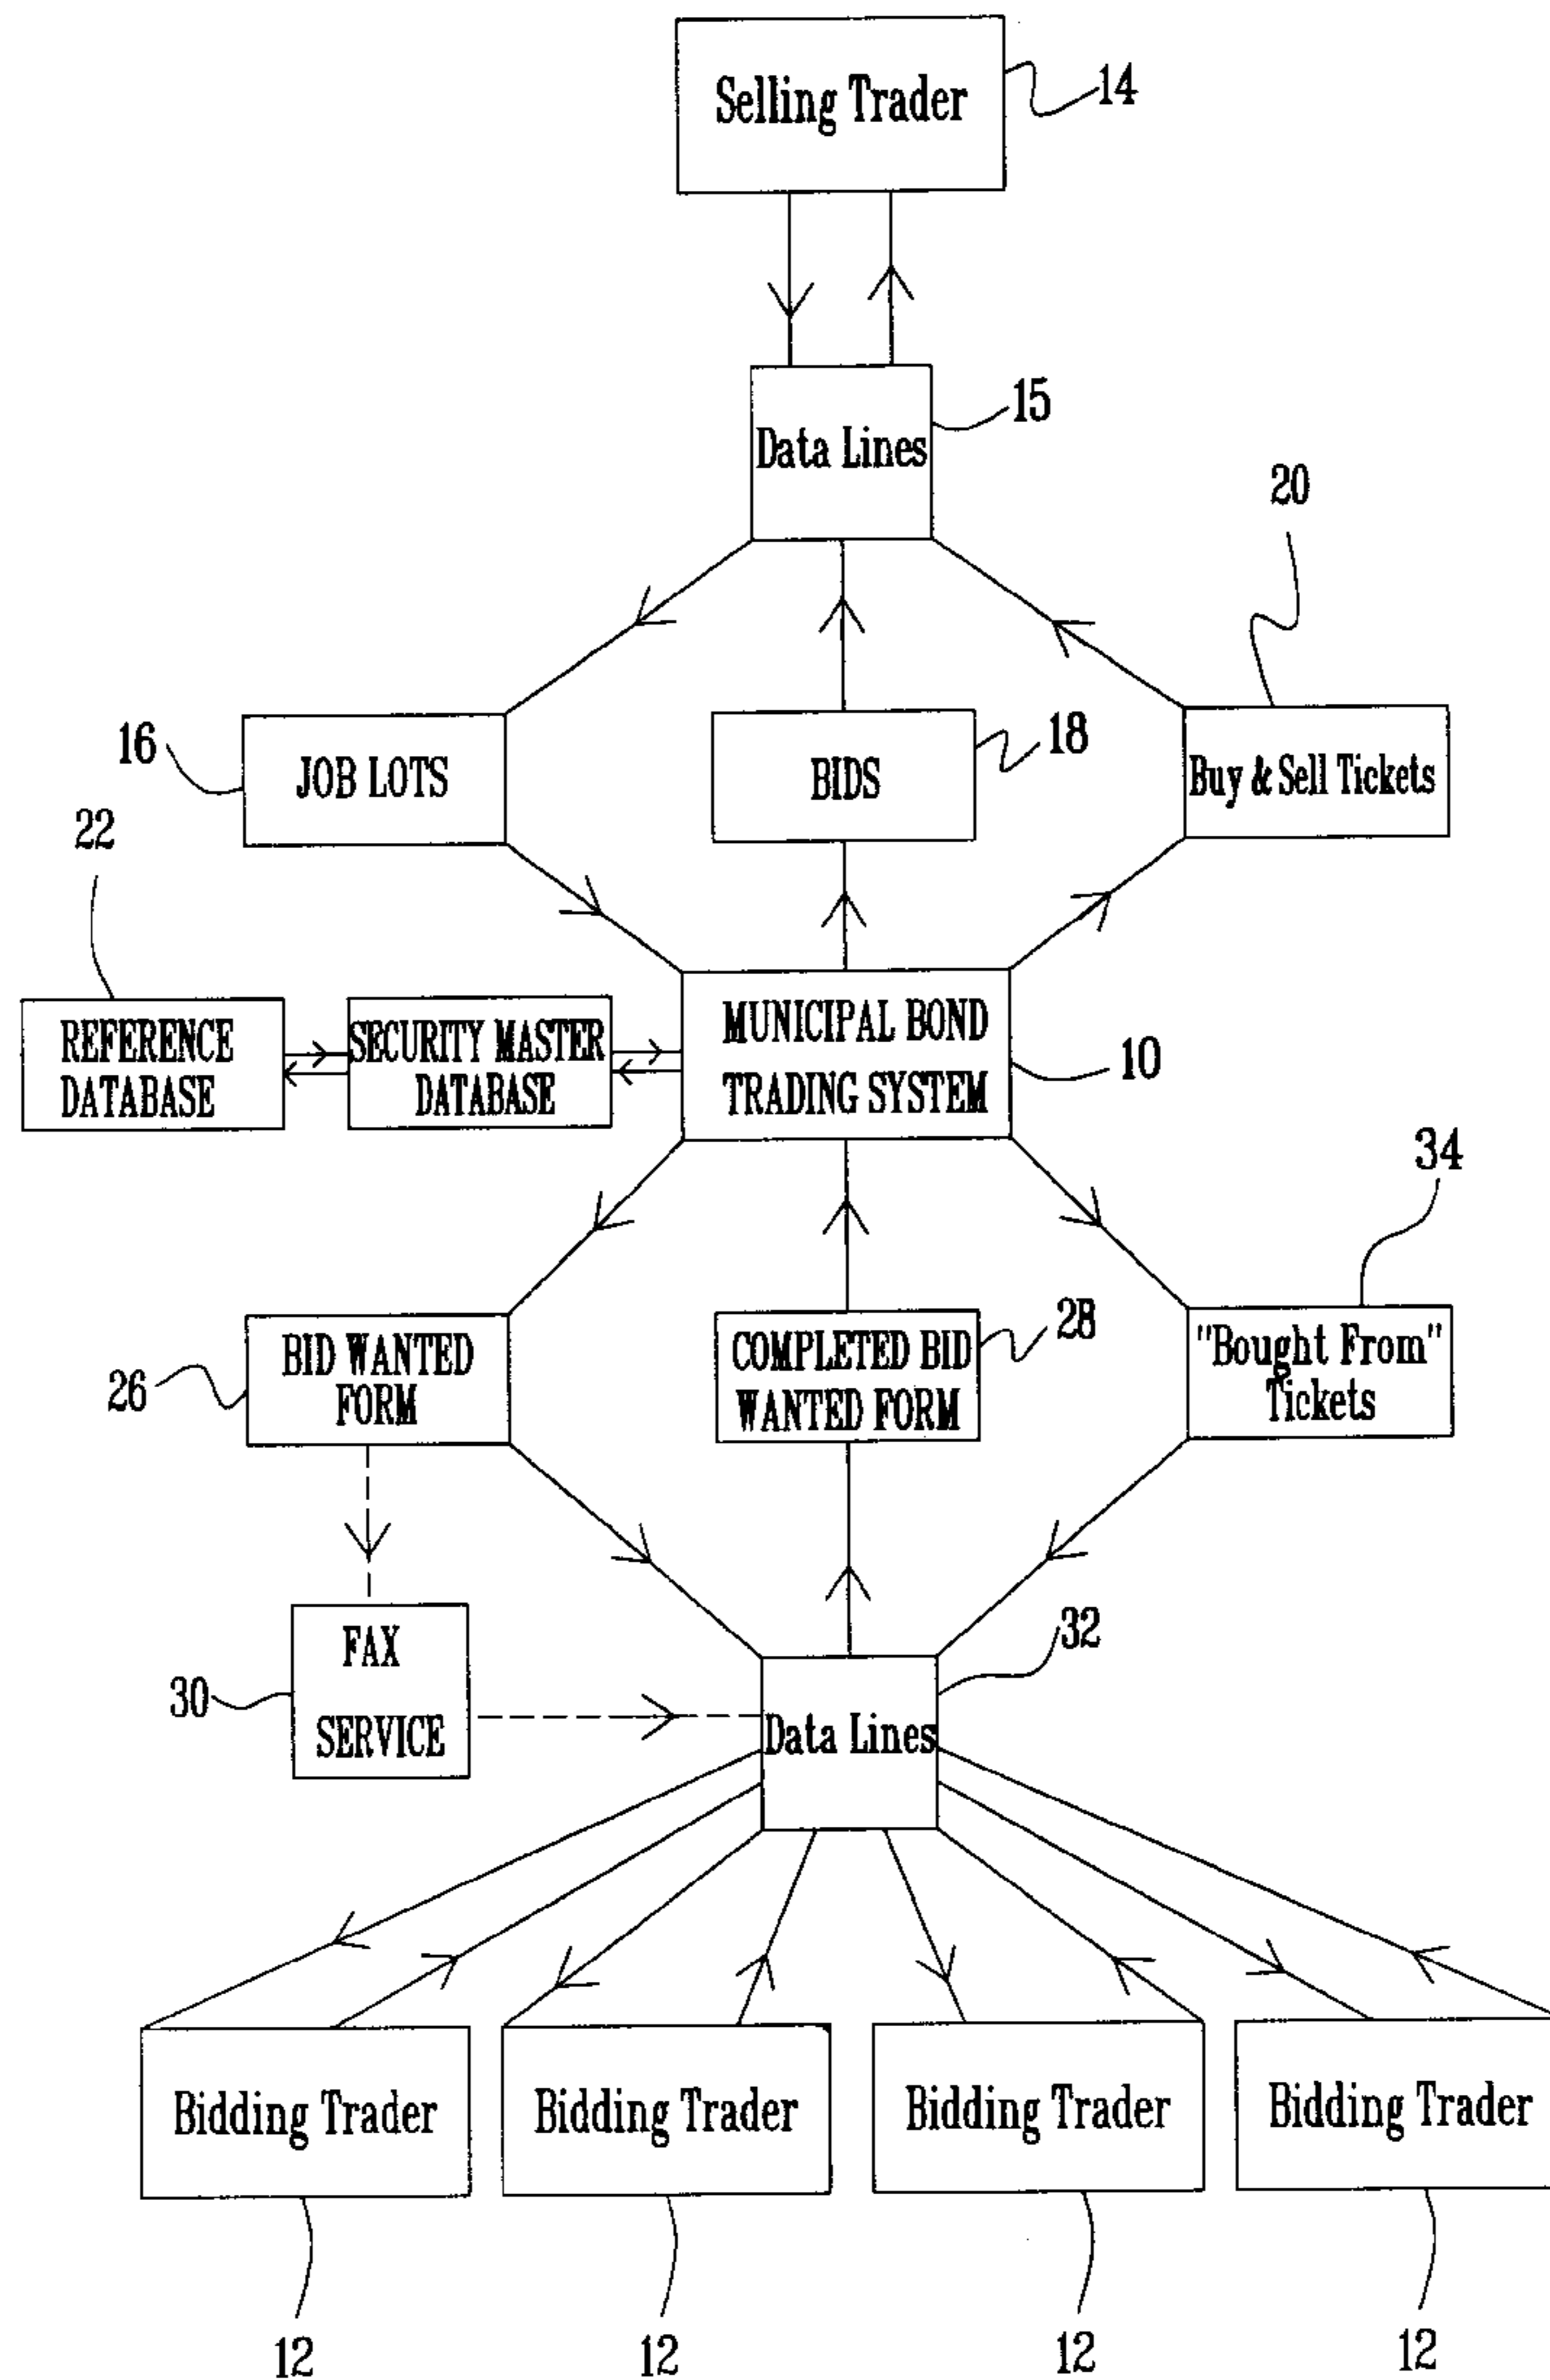 Selling Trader
14
Data Lines
15
20
16
JOB LOTS
BIDS
18
Buy & Sell Tickets
22
REFERENCE
DATABASE
SECURITY MASTER
DATABASE
MUNICIPAL BOND
TRADING SYSTEM
10
34
26
BID WANTED
FORM
COMPLETED BID
WANTED FORM
28
"Bought From"
Tickets
30
FAX
SERVICE
32
Data Lines
Bidding Trader
Bidding Trader
Bidding Trader
Bidding Trader
12
12
12
12